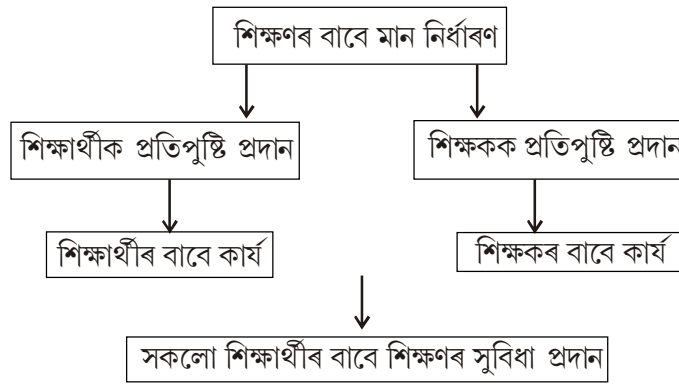 শিক্ষণৰ বাবে মান নিৰ্ধাৰণ
শিক্ষাৰ্থীক প্ৰতিপুষ্টি প্ৰদান
শিক্ষকক প্ৰতিপুষ্টি প্ৰদান
শিক্ষাৰ্থীৰ বাবে কাৰ্য
শিক্ষকৰ বাবে কাৰ্য
সকলো শিক্ষাৰ্থীৰ বাবে শিক্ষণৰ সুবিধা প্ৰদান